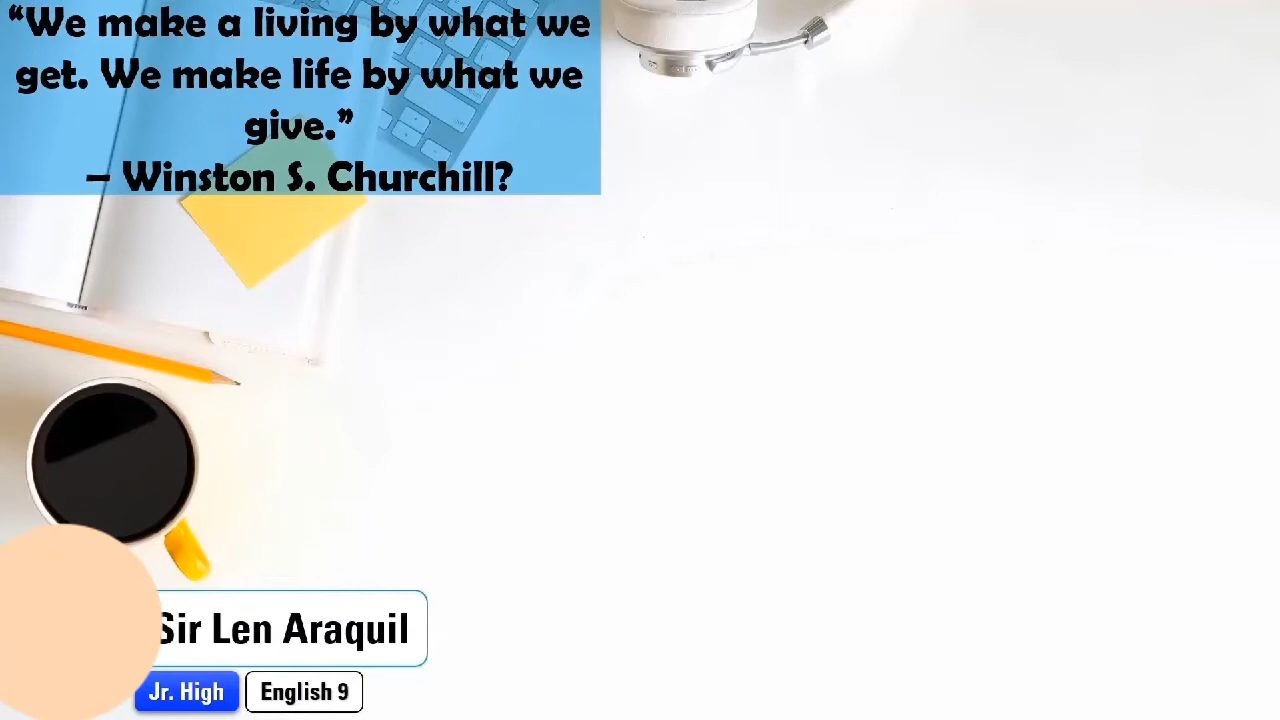 “We make a living by what we
get. We make life by what we
give.”
– Winston S. Churchill?
Sir Len Araquil
Jr. High
English 9